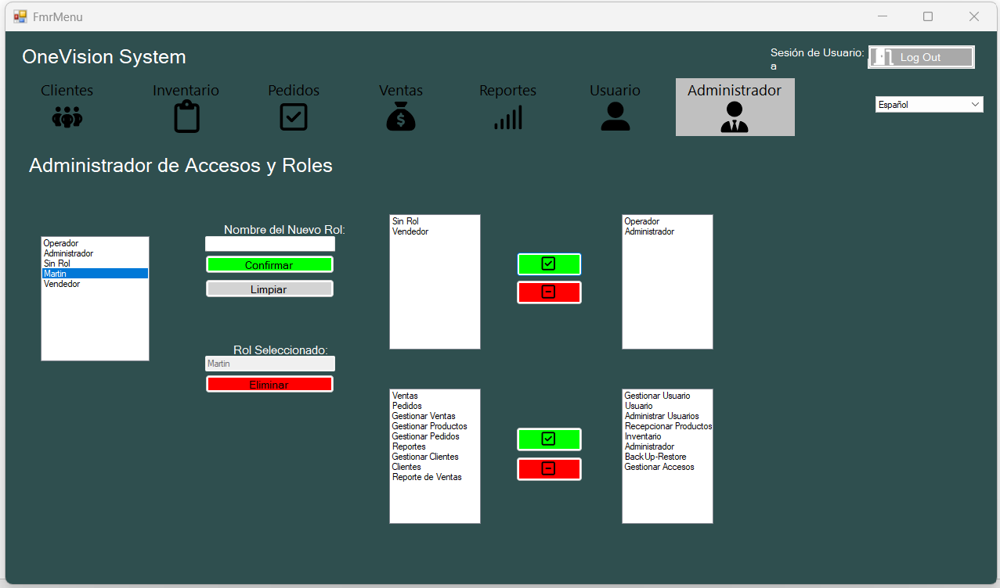 FmrMenu
OneVision System
Sesión de Usuario:
a
Log Out
Clientes
Inventario
Pedidos
Ventas
Reportes
Usuario
Administrador
Español
Administrador de Accesos y Roles
Operador
Administrador
Sin Rol
Martin
Vendedor
Nombre del Nuevo Rol:
Confirmar
Limpiar
Rol Seleccionado:
Martin
Eliminar
Sin Rol
Vendedor
Operador
Administrador
Ventas
Pedidos
Gestionar Ventas
Gestionar Productos
Gestionar Pedidos
Reportes
Gestionar Clientes
Clientes
Reporte de Ventas
Gestionar Usuario
Usuario
Administrar Usuarios
Recepcionar Productos
Inventario
Administrador
BackUp-Restore
Gestionar Accesos